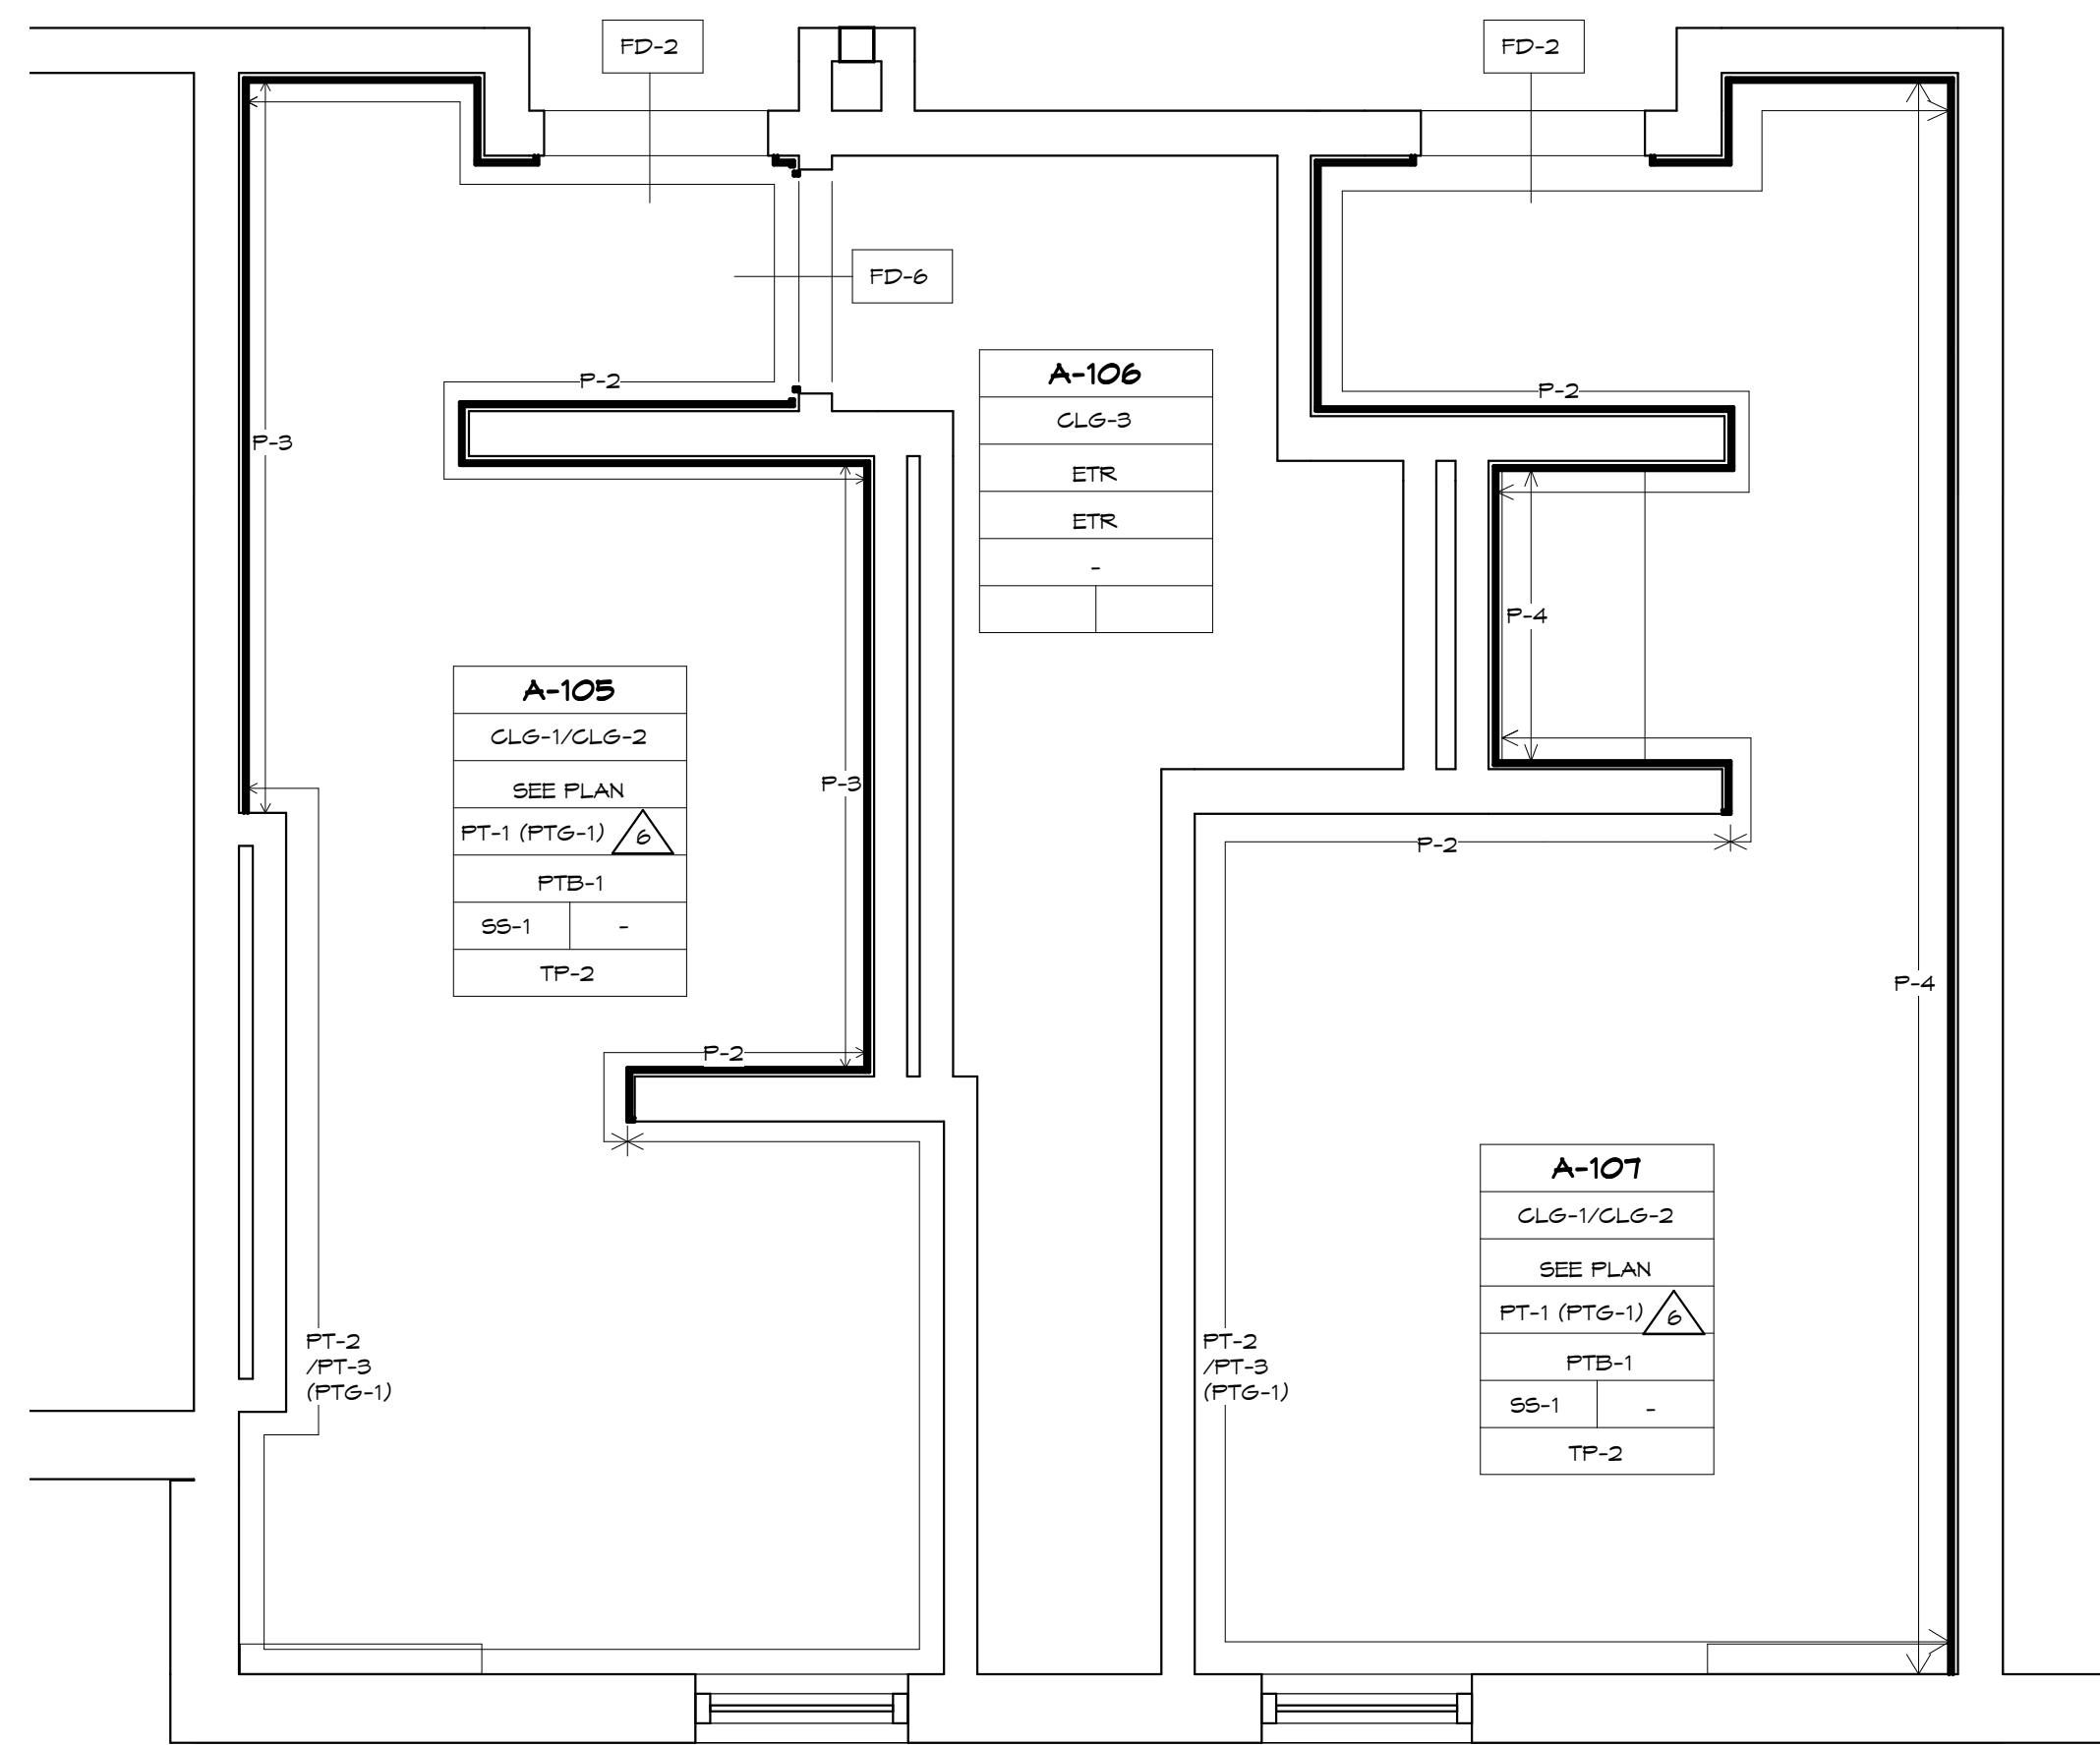 FD-2
FD-2
FD-6
P-2
P-2
P-3
A-106
CLG-3
ETR
ETR
-
P-4
A-105
CLG-1/CLG-2
SEE PLAN
PT-1 (PTG-1) 6
PTB-1
SS-1 -
TP-2
P-3
P-2
P-4
P-2
A-107
CLG-1/CLG-2
SEE PLAN
PT-1 (PTG-1) 6
PTB-1
SS-1 -
TP-2
PT-2
/PT-3
(PTG-1)
PT-2
/PT-3
(PTG-1)